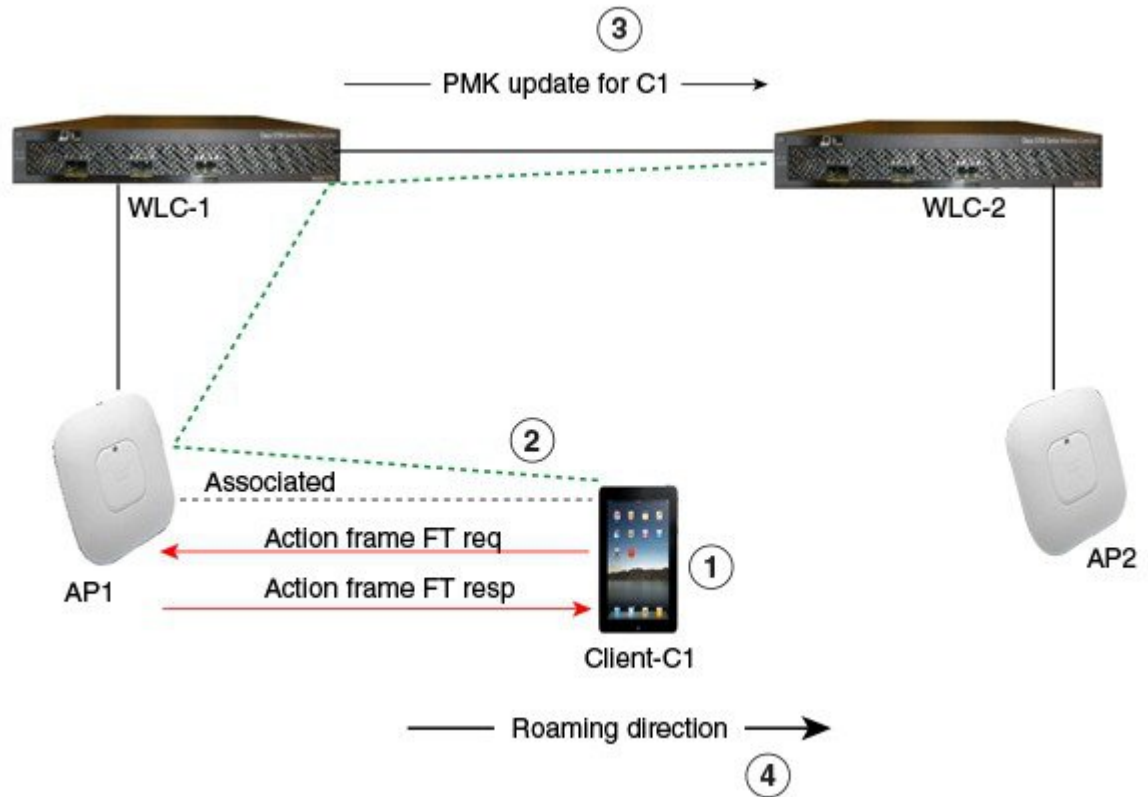 3
PMK update for C1
WLC-1
WLC-2
2
Associated
Action frame FT req
1
Action frame FT resp
AP1
AP2
Client-C1
Roaming direction
4